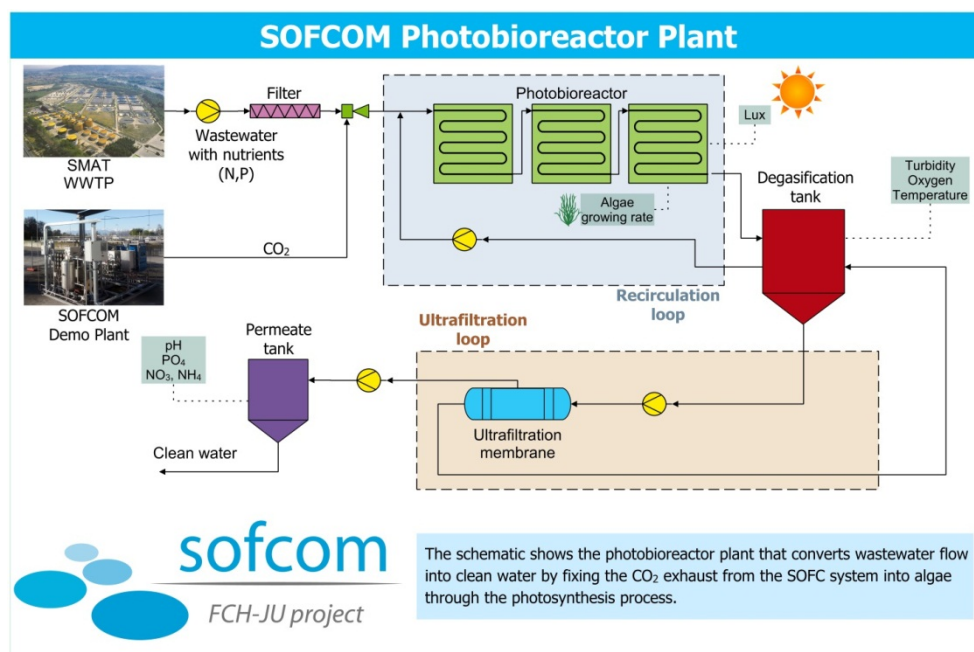 SOFCOM Photobioreactor Plant
SMAT
WWTP
Filter
Wastewater
with nutrients
(N,P)
Photobioreactor
Lux
Algae
growing rate
Degasification
tank
Turbidity
Oxygen
Temperature
CO₂
SOFCOM
Demo Plant
Recirculation
loop
Ultrafiltration
loop
Permeate
tank
pH
PO₄
NO₃, NH₄
Ultrafiltration
membrane
Clean water
sofcom
FCH-JU project
The schematic shows the photobioreactor plant that converts wastewater flow
into clean water by fixing the CO₂ exhaust from the SOFC system into algae
through the photosynthesis process.